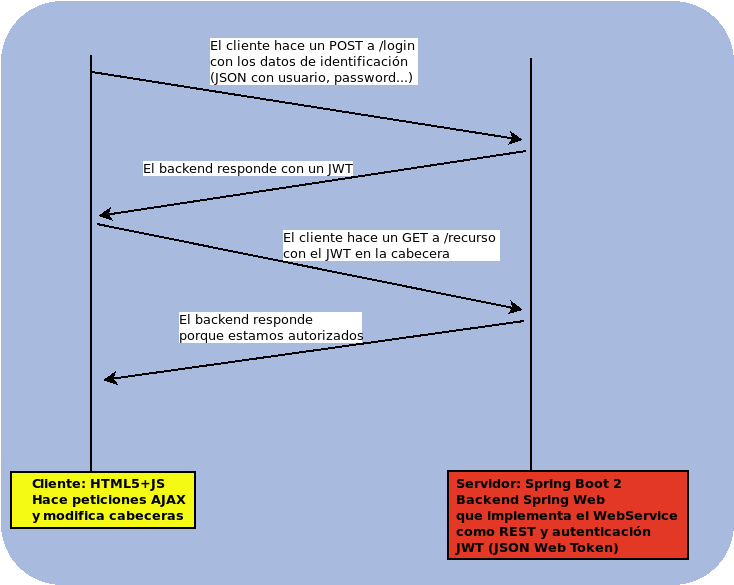 El cliente hace un POST a /login
con los datos de identificación
(JSON con usuario, password...)
El backend responde con un JWT
El cliente hace un GET a /recurso
con el JWT en la cabecera
El backend responde
porque estamos autorizados
Cliente: HTML5+JS
Hace peticiones AJAX
y modifica cabeceras
Servidor: Spring Boot 2
Backend Spring Web
que implementa el WebService
como REST y autenticación
JWT (JSON Web Token)